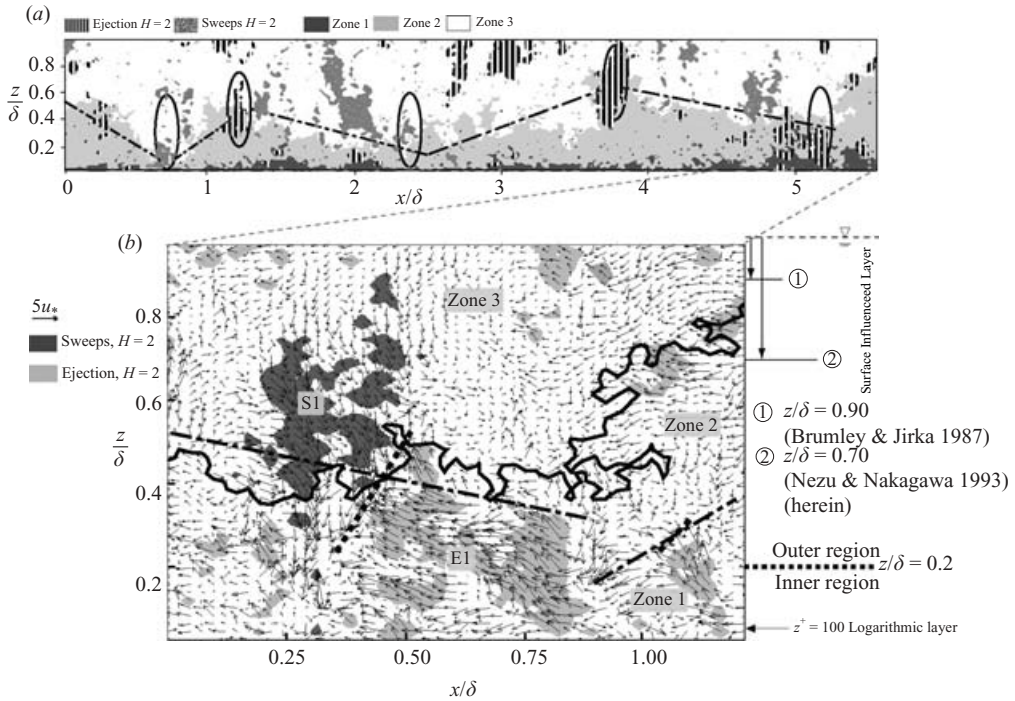 (a)
Ejection H = 2 Sweeps H = 2 Zone 1 Zone 2 Zone 3
z/δ
0.8
0.6
0.4
0.2
0 1 2 3 4 5
x/δ
(b)
5u*
Sweeps, H = 2
Ejection, H = 2
z/δ
0.8
0.6
0.4
0.2
Zone 3
S1
Zone 2
E1
Zone 1
0.25 0.50 0.75 1.00
x/δ
Surface Influenceed Layer
①
②
① z/δ = 0.90
(Brumley & Jirka 1987)
② z/δ = 0.70
(Nezu & Nakagawa 1993)
(herein)
Outer region
z/δ = 0.2
Inner region
z+ = 100 Logarithmic layer